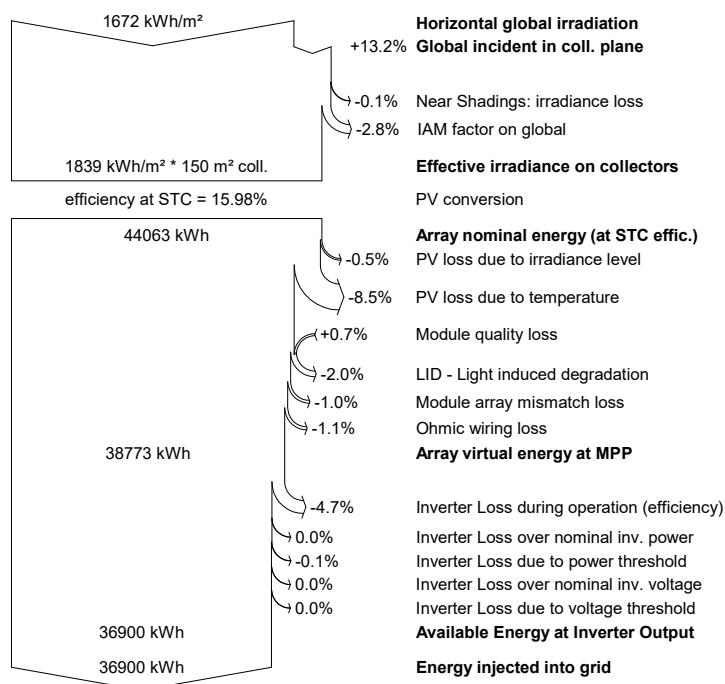 1672 kWh/m² Horizontal global irradiation
+13.2% Global incident in coll. plane
-0.1% Near Shadings: irradiance loss
-2.8% IAM factor on global
1839 kWh/m² * 150 m² coll. Effective irradiance on collectors
efficiency at STC = 15.98% PV conversion
44063 kWh Array nominal energy (at STC effic.)
-0.5% PV loss due to irradiance level
-8.5% PV loss due to temperature
+0.7% Module quality loss
-2.0% LID - Light induced degradation
-1.0% Module array mismatch loss
-1.1% Ohmic wiring loss
38773 kWh Array virtual energy at MPP
-4.7% Inverter Loss during operation (efficiency)
0.0% Inverter Loss over nominal inv. power
-0.1% Inverter Loss due to power threshold
0.0% Inverter Loss over nominal inv. voltage
0.0% Inverter Loss due to voltage threshold
36900 kWh Available Energy at Inverter Output
36900 kWh Energy injected into grid